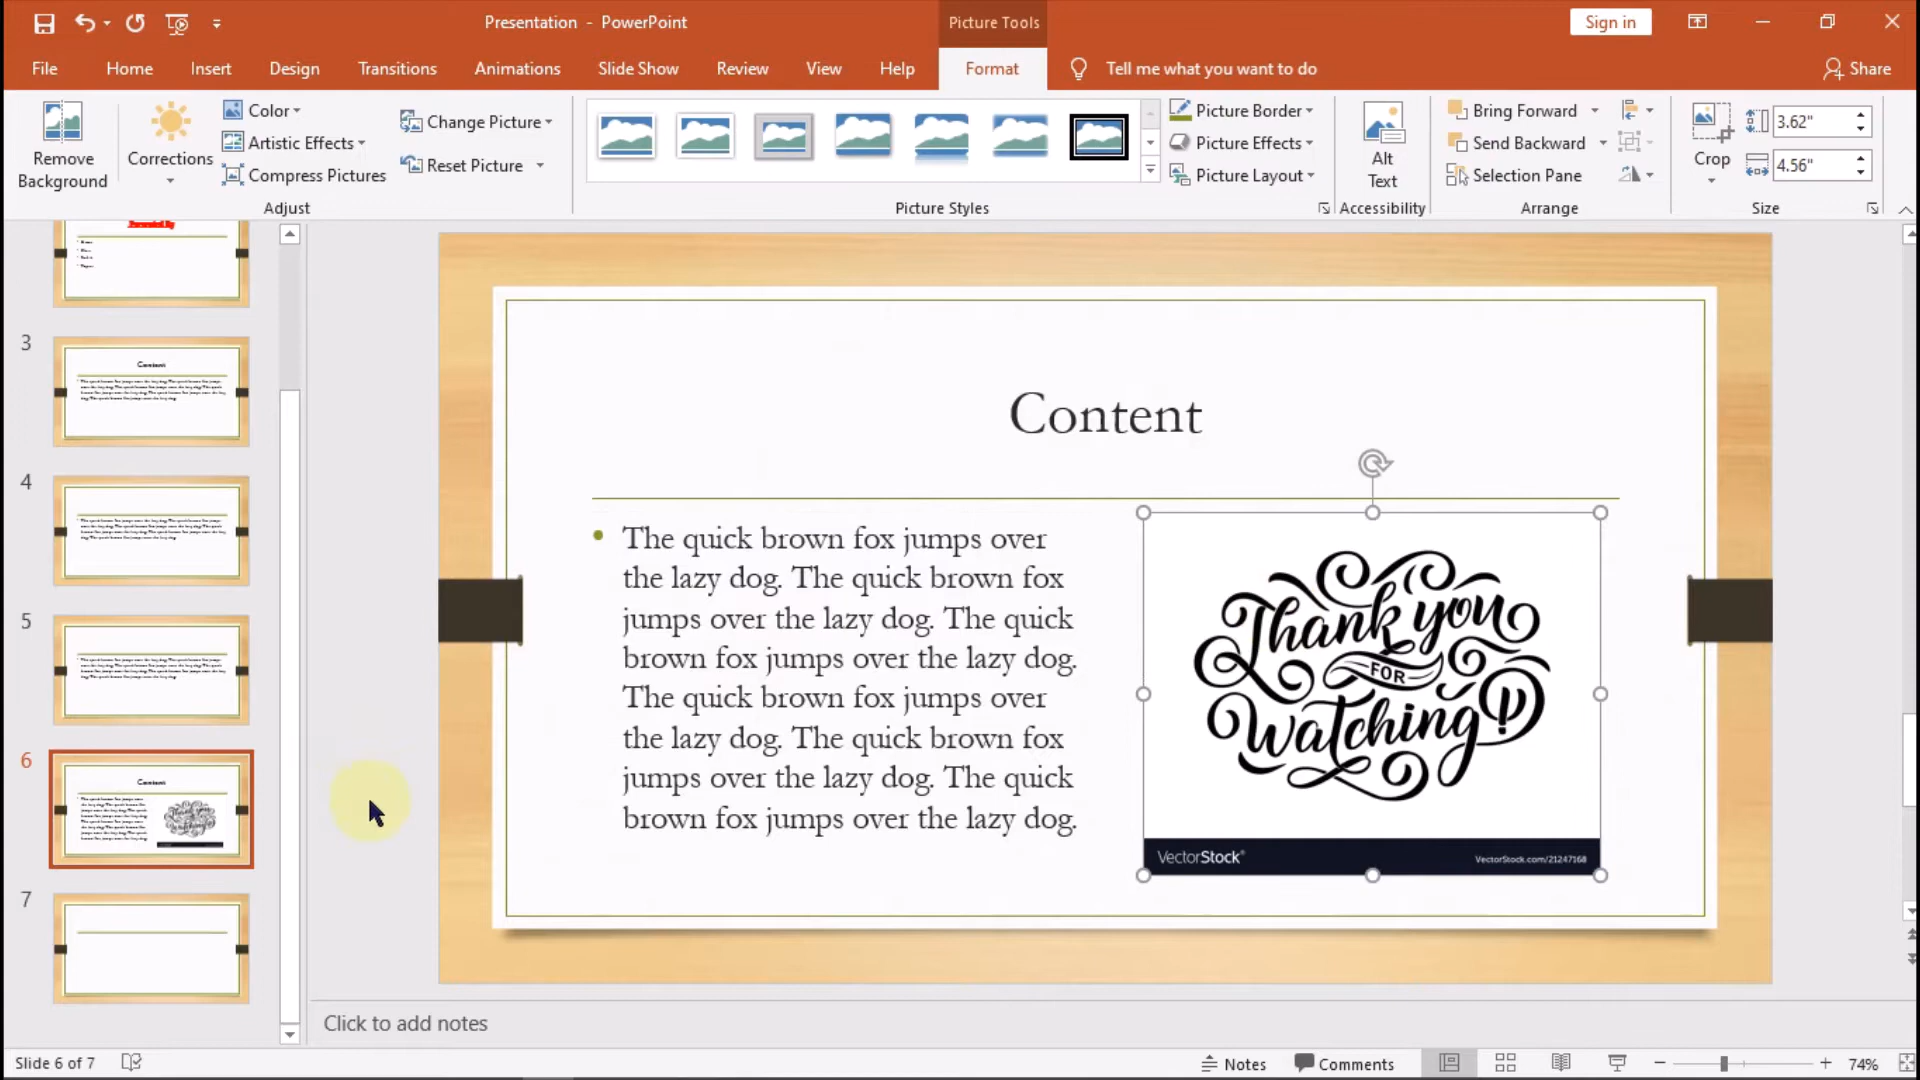 Presentation - PowerPoint
Picture Tools
Sign in
File
Home
Insert
Design
Transitions
Animations
Slide Show
Review
View
Help
Format
Tell me what you want to do
Share
Remove
Background
Corrections
Color
Artistic Effects
Compress Pictures
Change Picture
Reset Picture
Adjust
Picture Styles
Picture Border
Picture Effects
Picture Layout
Alt
Text
Accessibility
Bring Forward
Send Backward
Selection Pane
Arrange
Crop
3.62"
4.56"
Size
Presented By
3
Content
4
5
6
Content
7
Content
The quick brown fox jumps over
the lazy dog. The quick brown fox
jumps over the lazy dog. The quick
brown fox jumps over the lazy dog.
The quick brown fox jumps over
the lazy dog. The quick brown fox
jumps over the lazy dog. The quick
brown fox jumps over the lazy dog.
Thank you
FOR
Watching!
VectorStock®
VectorStock.com/21247168
Click to add notes
Slide 6 of 7
Notes
Comments
74%